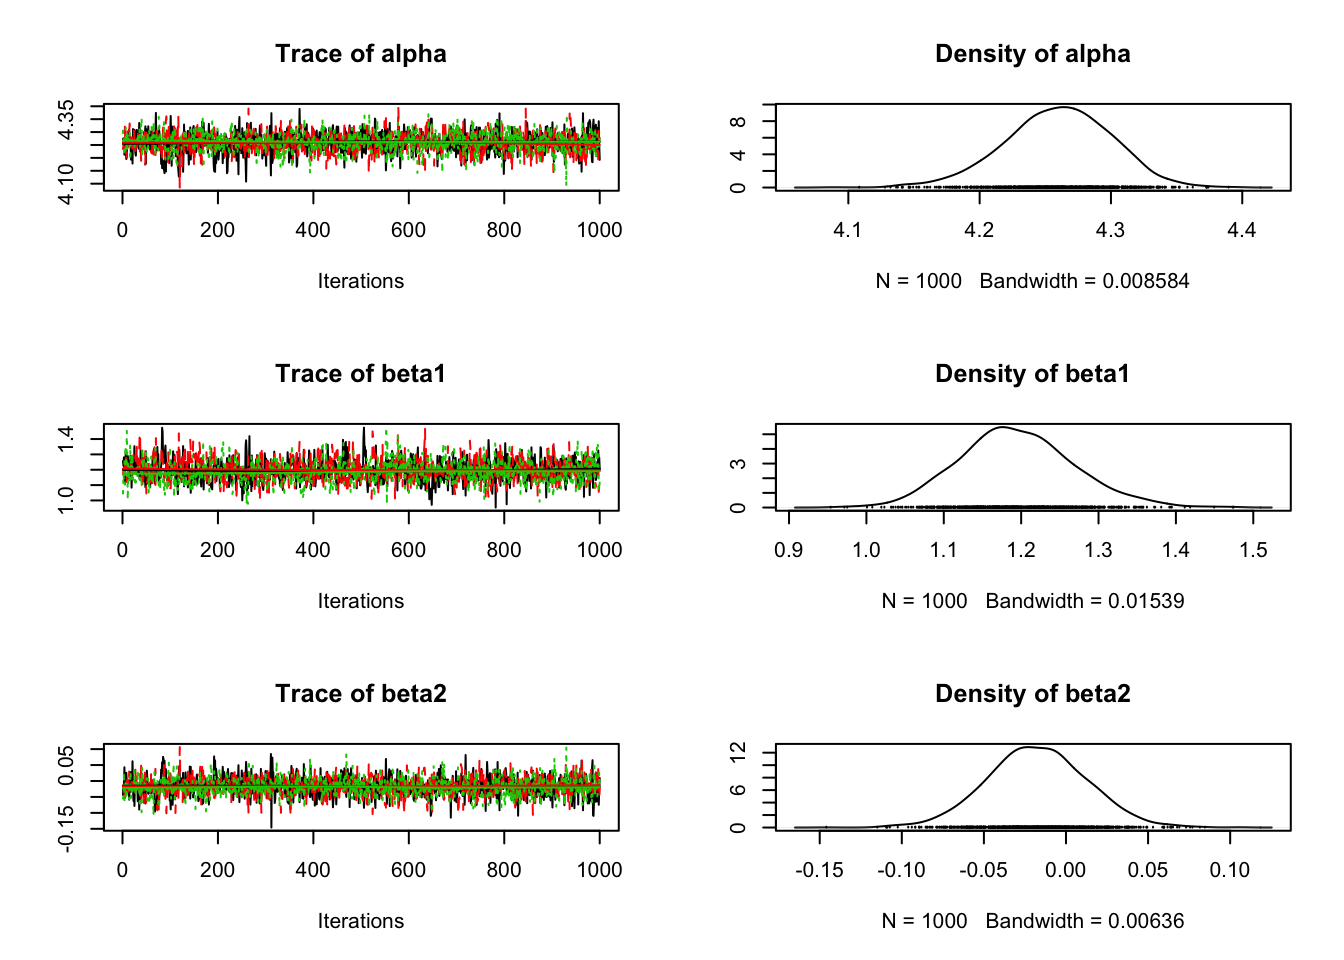 Trace of alpha
4.35
4.10
0 200 400 600 800 1000
Iterations
Density of alpha
8
4
0
4.1 4.2 4.3 4.4
N = 1000 Bandwidth = 0.008584
Trace of beta1
1.4
1.0
0 200 400 600 800 1000
Iterations
Density of beta1
3
0
0.9 1.0 1.1 1.2 1.3 1.4 1.5
N = 1000 Bandwidth = 0.01539
Trace of beta2
0.05
-0.15
0 200 400 600 800 1000
Iterations
Density of beta2
12
6
0
-0.15 -0.10 -0.05 0.00 0.05 0.10
N = 1000 Bandwidth = 0.00636